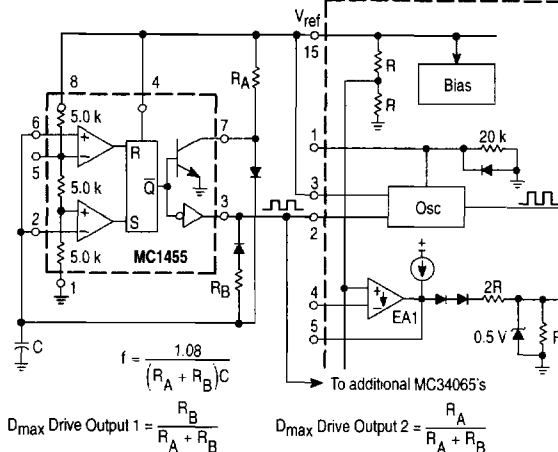 Vref
15
8
4
RA
R
R
Bias
6
5.0 k
7
R
5
1
20 k
5.0 k
Q
3
2
S
3
Osc
2
5.0 k
MC1455
1
RB
4
EA1
2R
5
0.5 V
R
C
f = 1.08 / (RA + RB)C
To additional MC34065's
Dmax Drive Output 1 = RB / RA + RB
Dmax Drive Output 2 = RA / RA + RB